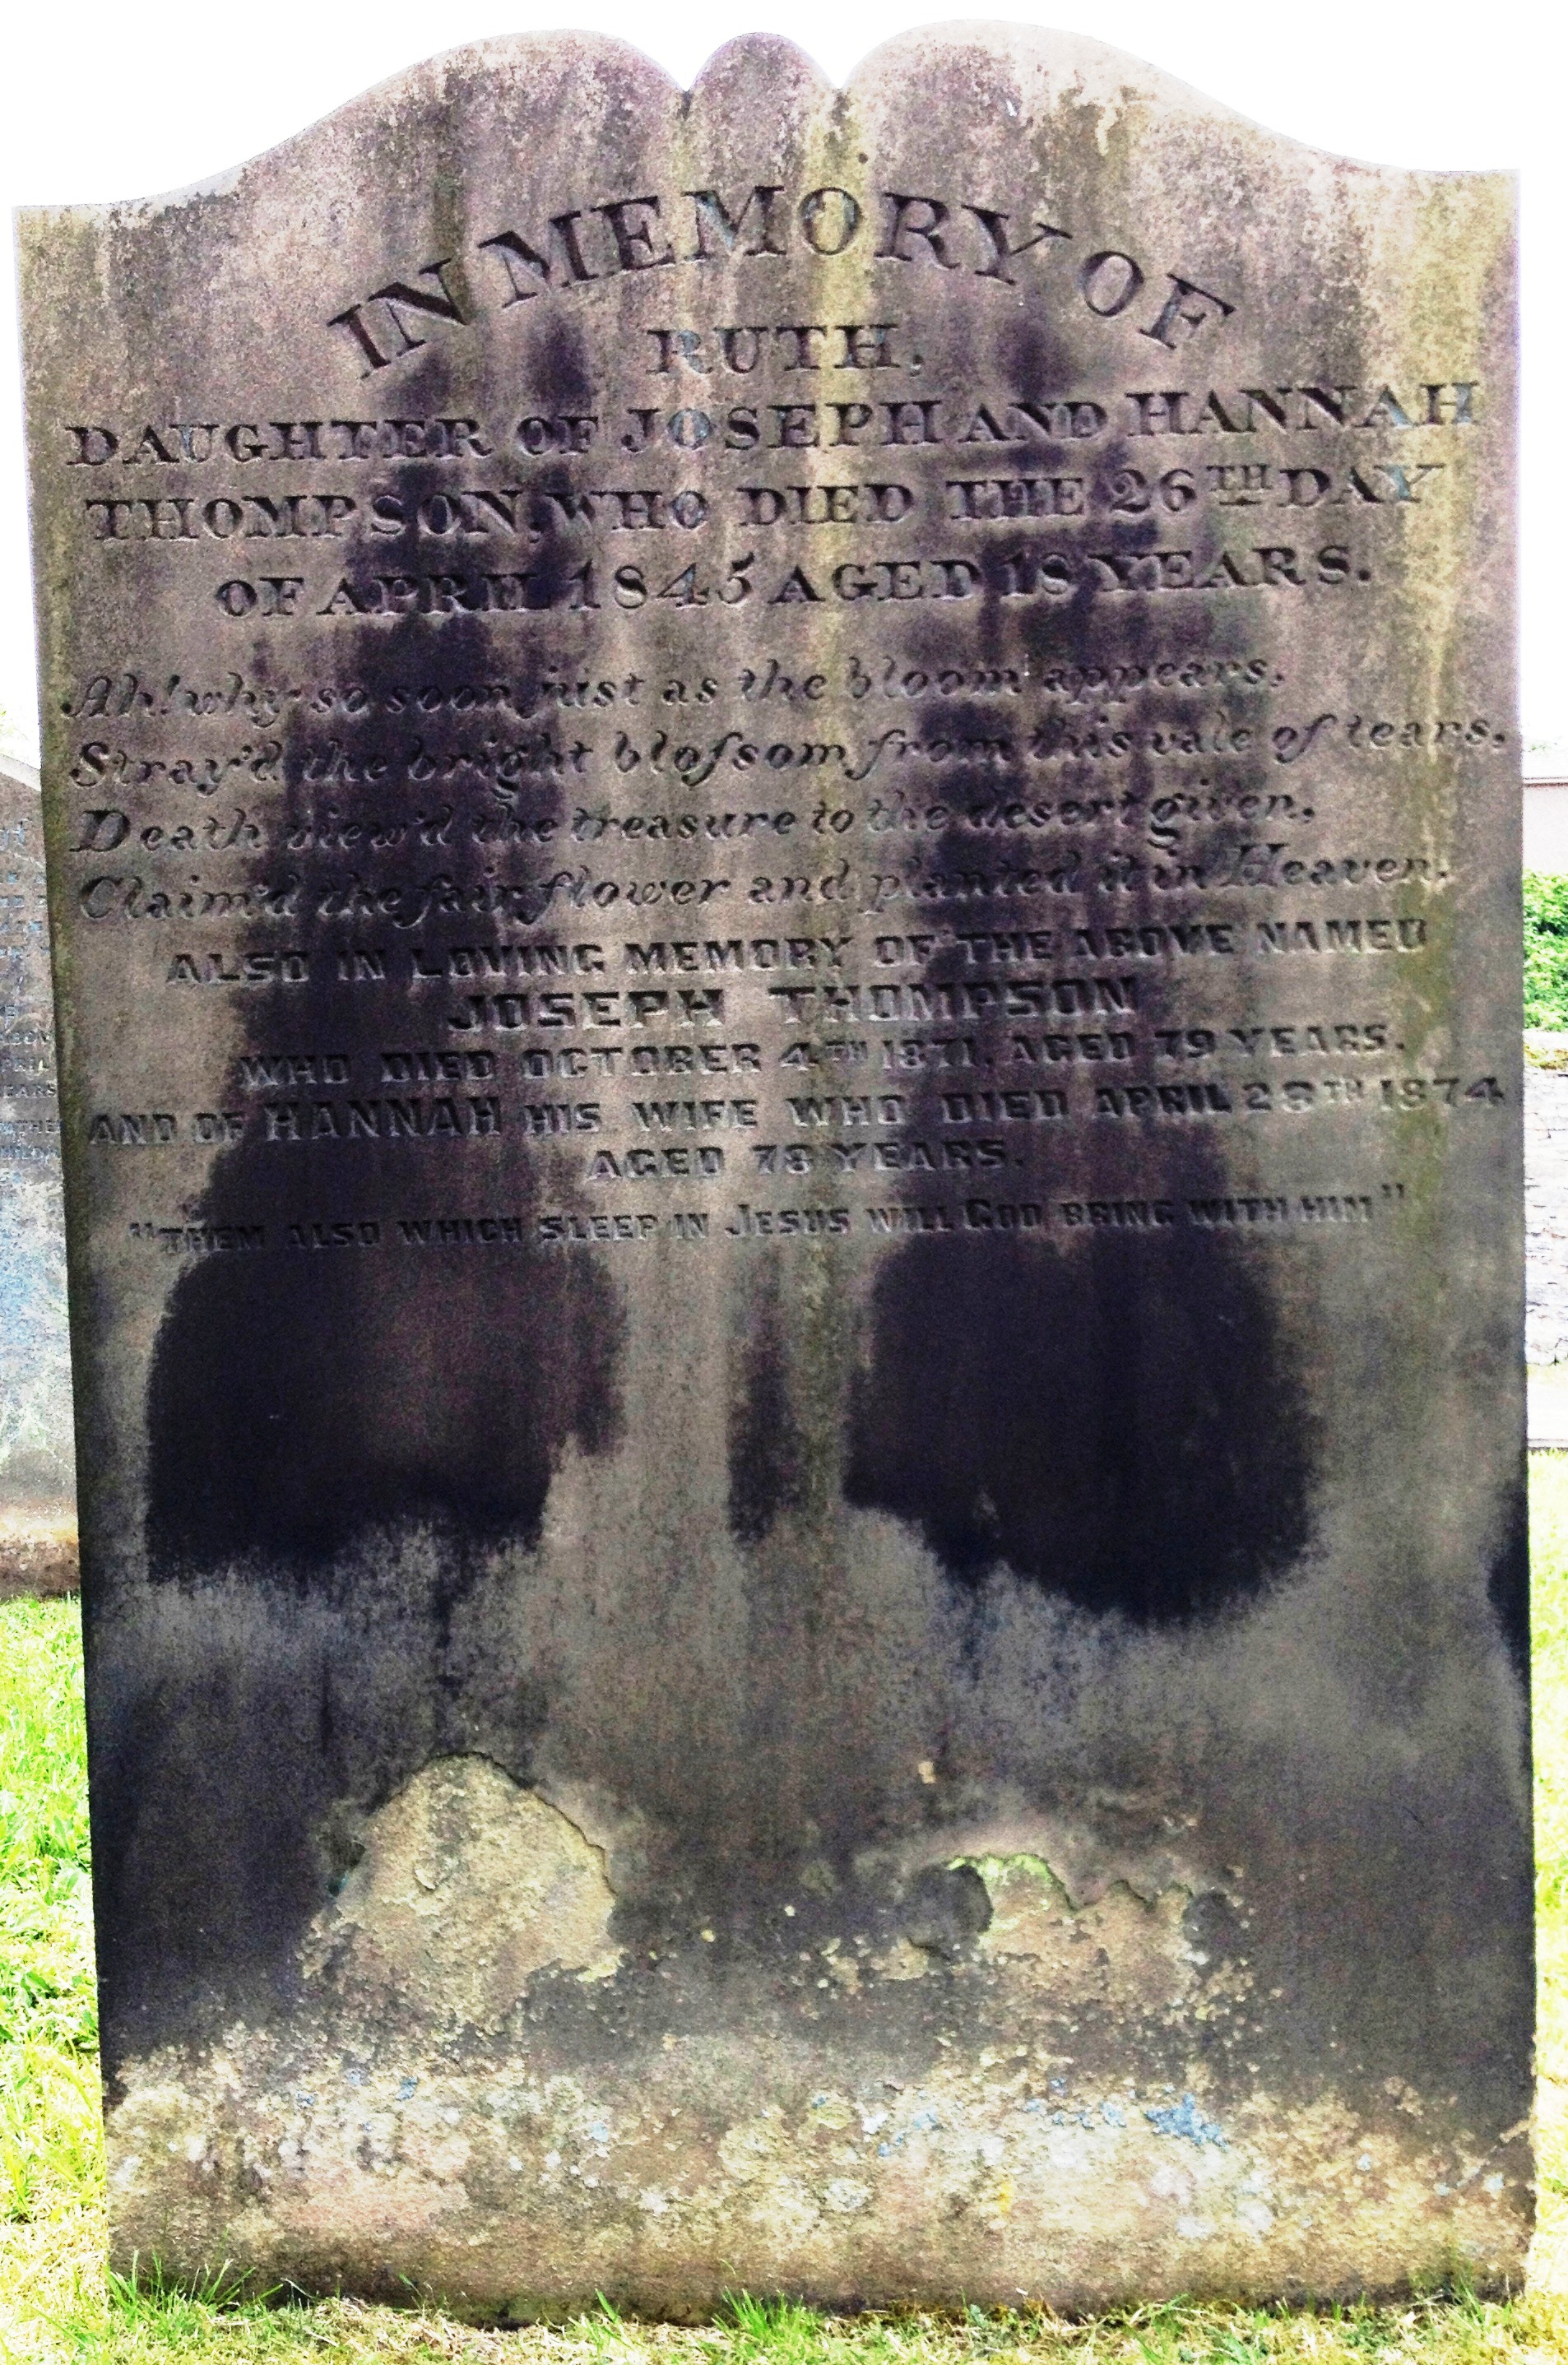 IN MEMORY OF
RUTH,
DAUGHTER OF JOSEPH AND HANNAH
THOMPSON, WHO DIED THE 26TH DAY
OF APRIL 1845 AGED 18 YEARS.
Ah! why so soon just as the bloom appears,
Stray'd the bright bloſsom from this vale of tears,
Death view'd the treasure to the desert given,
Claim'd the fair flower and planted it in Heaven.
ALSO IN LOVING MEMORY OF THE ABOVE NAMED
JOSEPH THOMPSON
WHO DIED OCTOBER 4TH 1871, AGED 79 YEARS.
AND OF HANNAH HIS WIFE WHO DIED APRIL 28TH 1874
AGED 78 YEARS.
"THEM ALSO WHICH SLEEP IN JESUS WILL GOD BRING WITH HIM"